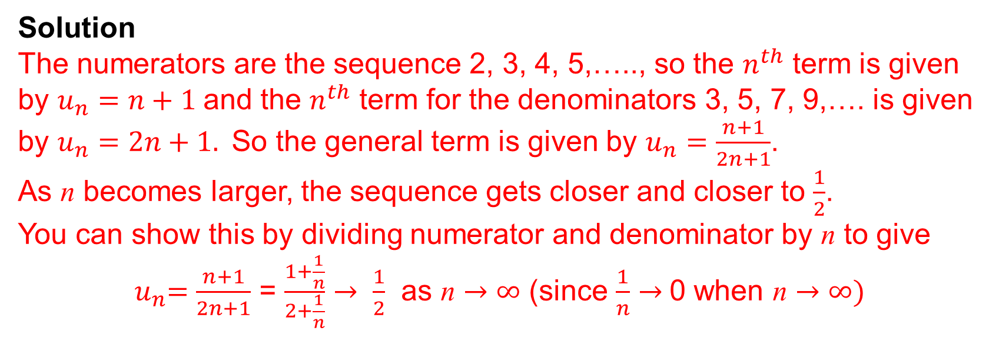 Solution
The numerators are the sequence 2, 3, 4, 5,….., so the $n^{th}$ term is given
by $u_n = n + 1$ and the $n^{th}$ term for the denominators 3, 5, 7, 9,…. is given
by $u_n = 2n + 1$. So the general term is given by $u_n = \frac{n+1}{2n+1}$.
As $n$ becomes larger, the sequence gets closer and closer to $\frac{1}{2}$.
You can show this by dividing numerator and denominator by $n$ to give
$u_n = \frac{n+1}{2n+1} = \frac{1+\frac{1}{n}}{2+\frac{1}{n}} \to \frac{1}{2}$ as $n \to \infty$ (since $\frac{1}{n} \to 0$ when $n \to \infty$)